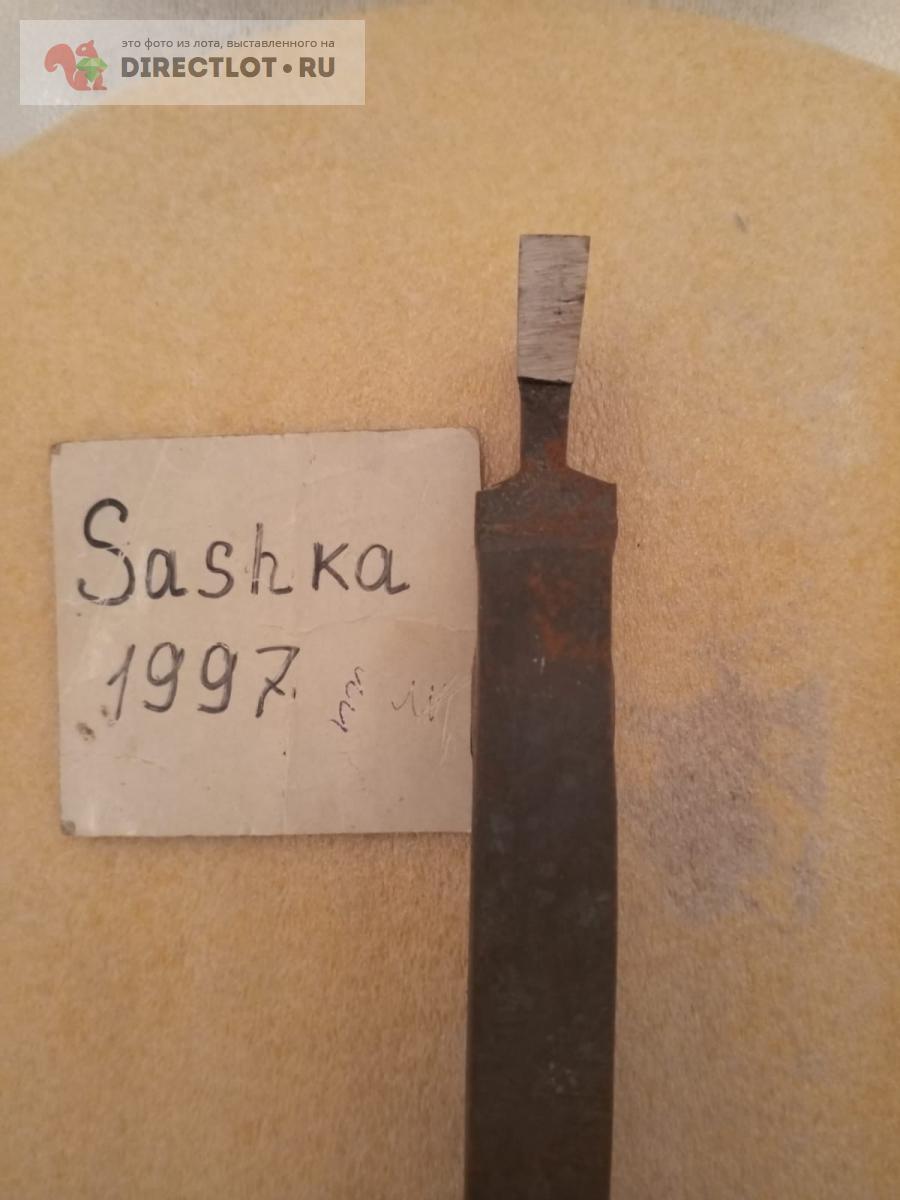 это фото из лота, выставленного на
DIRECTLOT•RU
Sashka
1997